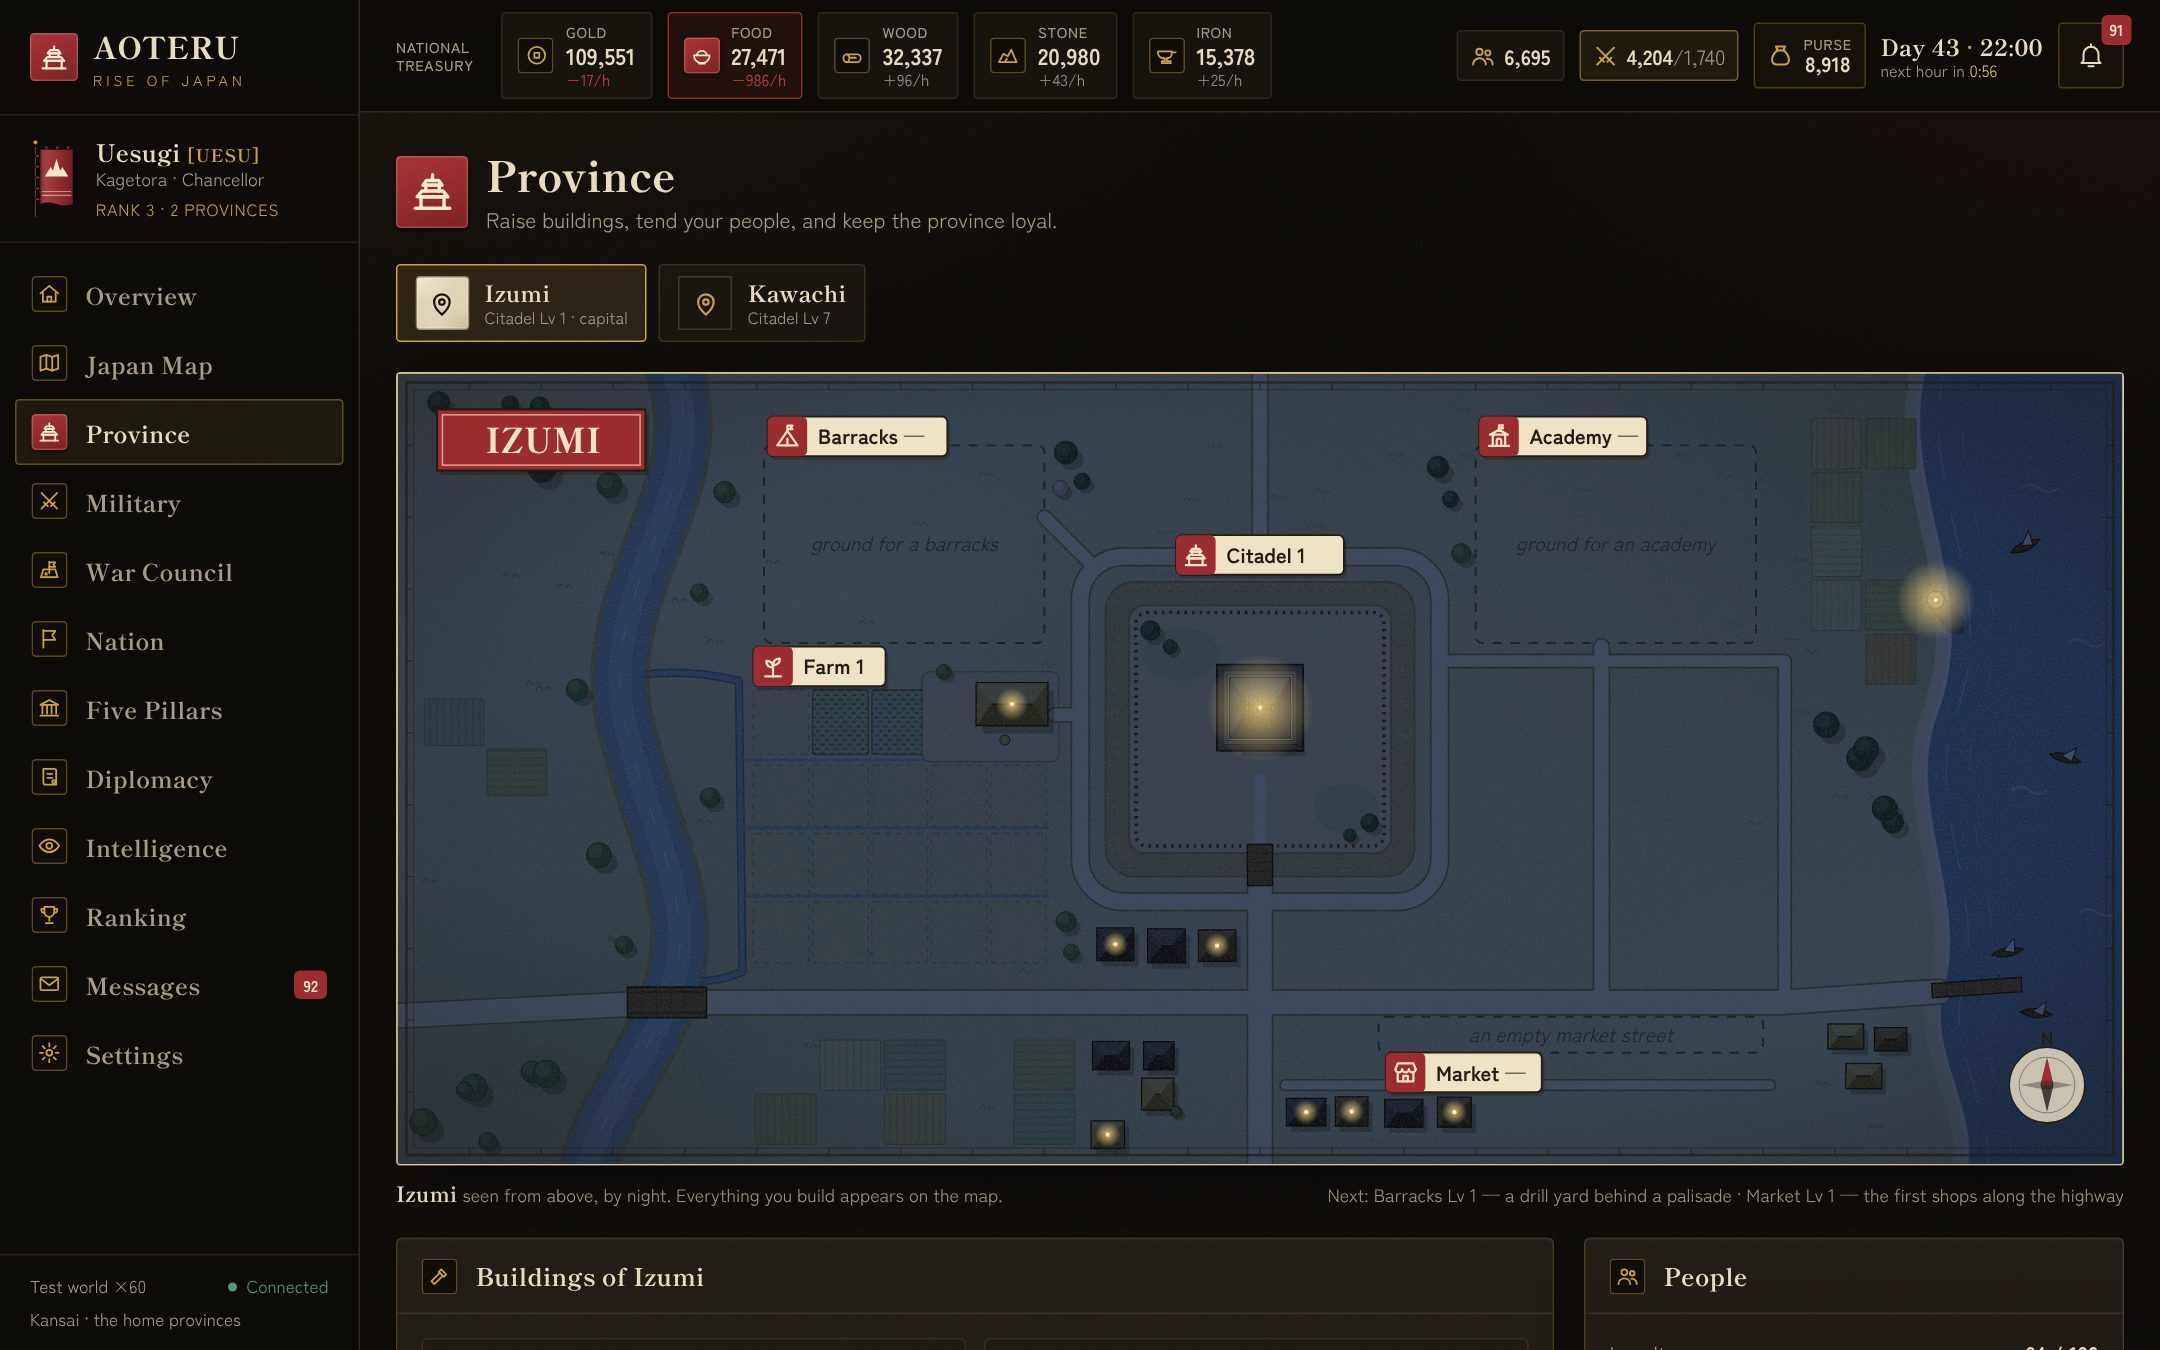 AOTERU
RISE OF JAPAN
NATIONAL
TREASURY
GOLD
109,551
−17/h
FOOD
27,471
−986/h
WOOD
32,337
+96/h
STONE
20,980
+43/h
IRON
15,378
+25/h
6,695
4,204/1,740
PURSE
8,918
Day 43 · 22:00
next hour in 0:56
91
Uesugi [UESU]
Kagetora · Chancellor
RANK 3 · 2 PROVINCES
Overview
Japan Map
Province
Military
War Council
Nation
Five Pillars
Diplomacy
Intelligence
Ranking
Messages 92
Settings
Test world ×60 Connected
Kansai · the home provinces
Province
Raise buildings, tend your people, and keep the province loyal.
Izumi
Citadel Lv 1 · capital
Kawachi
Citadel Lv 7
IZUMI
Barracks —
Academy —
ground for a barracks
ground for an academy
Citadel 1
Farm 1
an empty market street
Market —
N
Izumi seen from above, by night. Everything you build appears on the map.
Next: Barracks Lv 1 — a drill yard behind a palisade · Market Lv 1 — the first shops along the highway
Buildings of Izumi
People